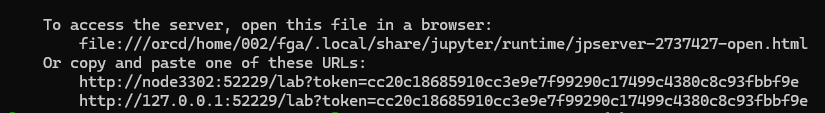 To access the server, open this file in a browser:
file:///orcd/home/002/fga/.local/share/jupyter/runtime/jpserver-2737427-open.html
Or copy and paste one of these URLs:
http://node3302:52229/lab?token=cc20c18685910cc3e9e7f99290c17499c4380c8c93fbbf9e
http://127.0.0.1:52229/lab?token=cc20c18685910cc3e9e7f99290c17499c4380c8c93fbbf9e